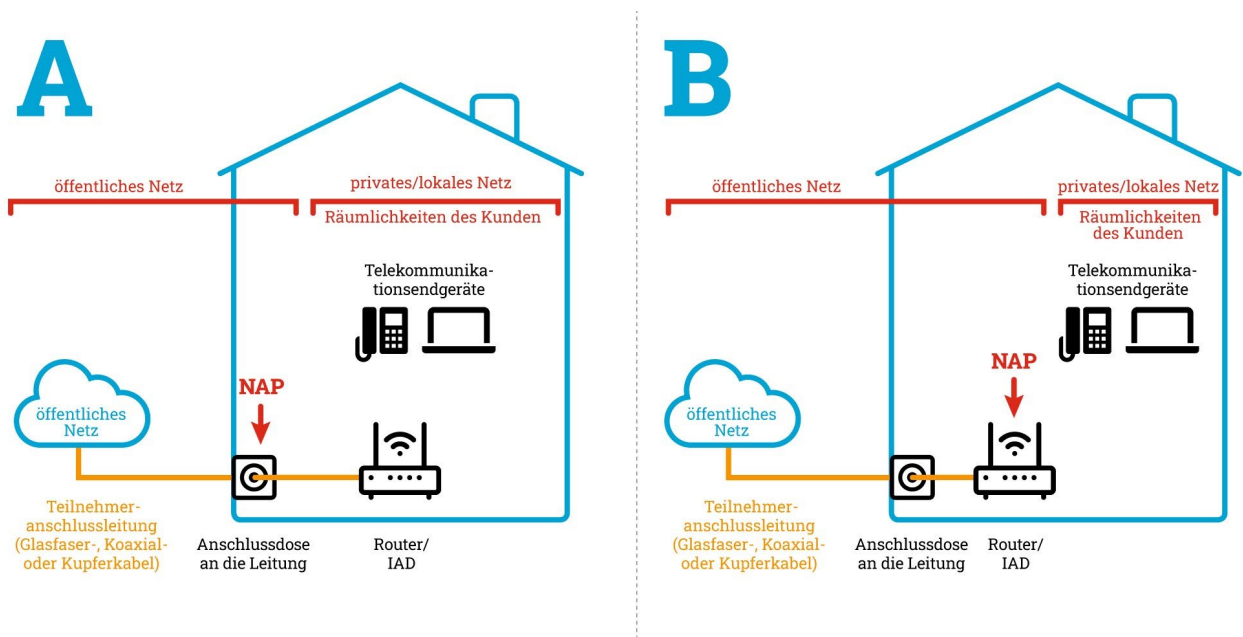 A
öffentliches Netz
privates/lokales Netz
Räumlichkeiten des Kunden
Telekommunika-
tionsendgeräte
NAP
öffentliches
Netz
Teilnehmer-
anschlussleitung
(Glasfaser-, Koaxial-
oder Kupferkabel)
Anschlussdose
an die Leitung
Router/
IAD
B
öffentliches Netz
privates/lokales Netz
Räumlichkeiten
des Kunden
Telekommunika-
tionsendgeräte
NAP
öffentliches
Netz
Teilnehmer-
anschlussleitung
(Glasfaser-, Koaxial-
oder Kupferkabel)
Anschlussdose
an die Leitung
Router/
IAD